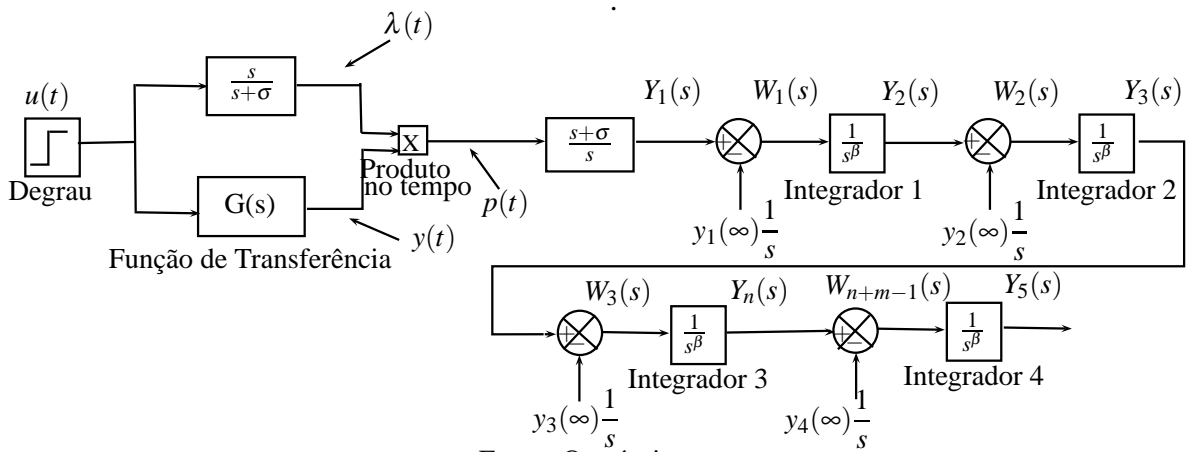 .
λ(t)
u(t)
s/(s+σ)
Degrau
X
Produto
no tempo
p(t)
G(s)
y(t)
Função de Transferência
(s+σ)/s
Y₁(s)
W₁(s)
Y₂(s)
W₂(s)
Y₃(s)
+
−
1/s^β
Integrador 1
+
−
1/s^β
Integrador 2
y₁(∞) 1/s
y₂(∞) 1/s
W₃(s)
Yₙ(s)
Wₙ₊ₘ₋₁(s)
Y₅(s)
+
−
1/s^β
Integrador 3
+
−
1/s^β
Integrador 4
y₃(∞) 1/s
y₄(∞) 1/s